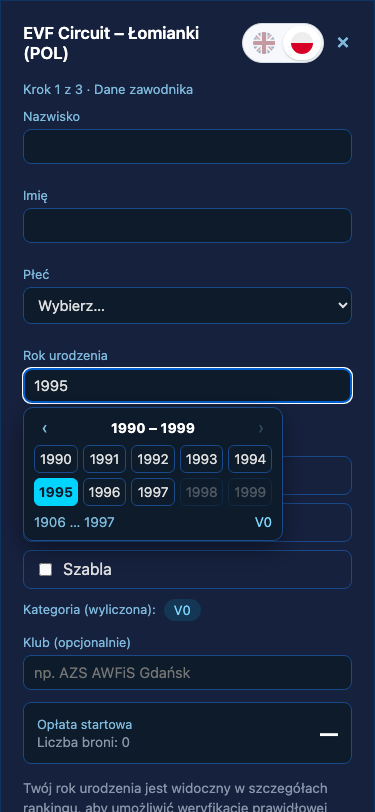 EVF Circuit – Łomianki
(POL)
×
Krok 1 z 3 · Dane zawodnika
Nazwisko
Imię
Płeć
Wybierz...
Rok urodzenia
1995
‹ 1990 – 1999 ›
1990 1991 1992 1993 1994
1995 1996 1997 1998 1999
1906 ... 1997 V0
Szabla
Kategoria (wyliczona): V0
Klub (opcjonalnie)
np. AZS AWFiS Gdańsk
Opłata startowa
Liczba broni: 0
—
Twój rok urodzenia jest widoczny w szczegółach
rankingu, aby umożliwić weryfikację prawidłowej